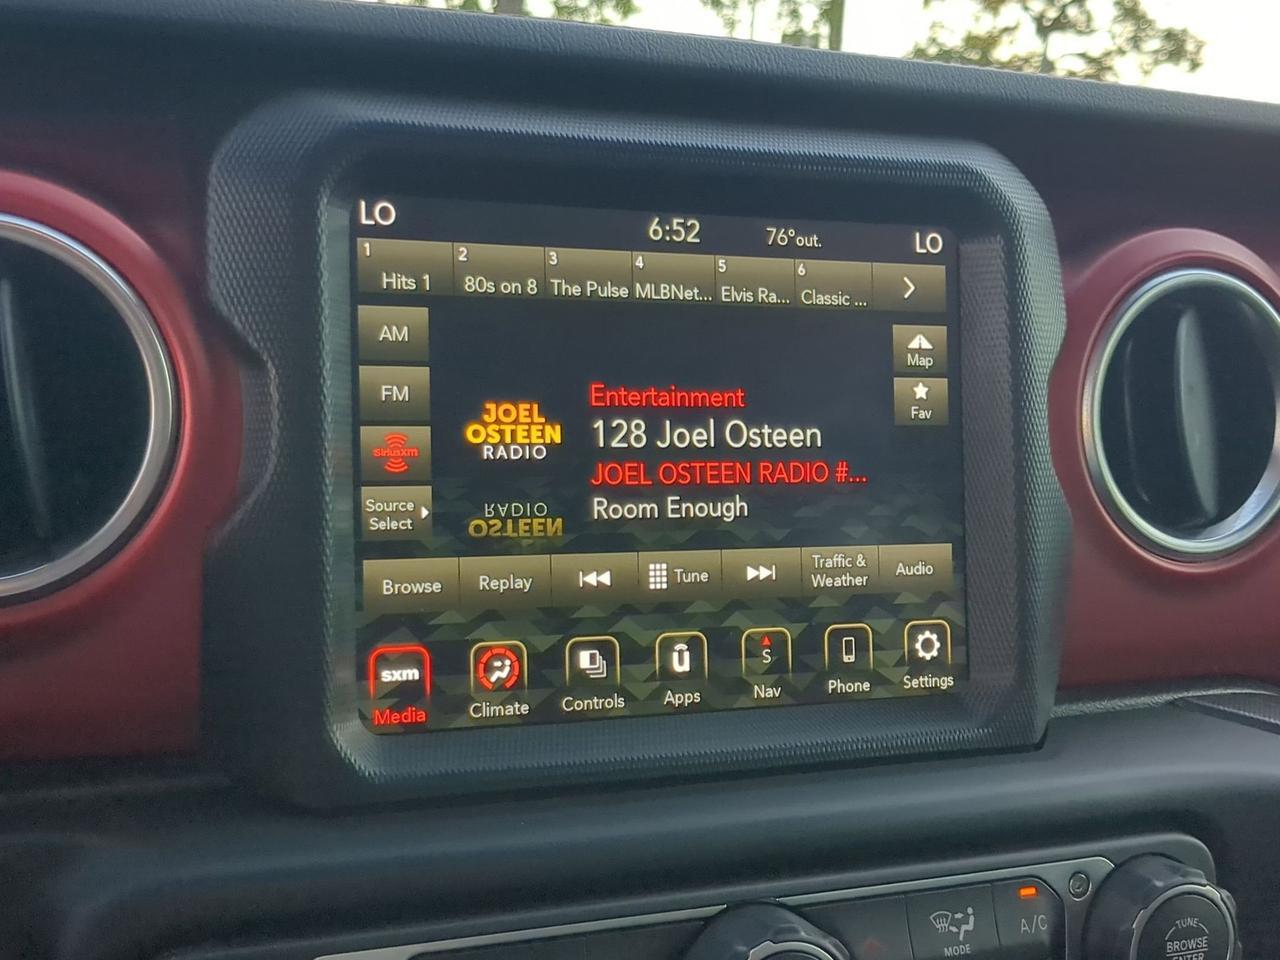 LO 6:52 76°out. LO
1 2 3 4 5 6
Hits 1 80s on 8 The Pulse MLBNet... Elvis Ra... Classic ...
AM
FM
siriusxm
Source
Select
Map
Fav
JOEL
OSTEEN
RADIO
Entertainment
128 Joel Osteen
JOEL OSTEEN RADIO #...
Room Enough
Browse Replay Tune Traffic &
Weather Audio
sxm
Media
Climate
Controls
u
Apps
S
Nav
Phone
Settings
MODE
A/C
TUNE
BROWSE
ENTER